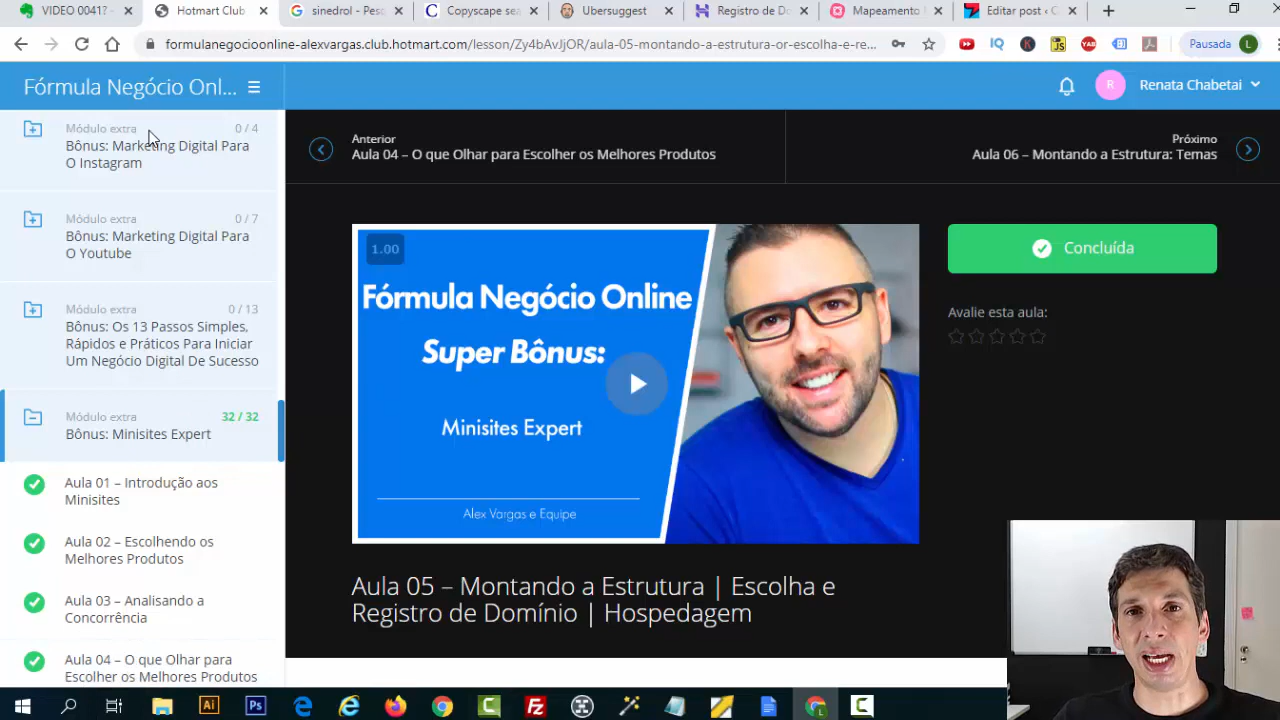 VIDEO 0041?
Hotmart Club
sinedrol - Pesq
Copyscape sea
Ubersuggest
Registro de D
Mapeamento
Editar post ‹ C
formulanegocioonline-alexvargas.club.hotmart.com/lesson/Zy4bAvJjOR/aula-05-montando-a-estrutura-or-escolha-e-re...
Pausada
L
Fórmula Negócio Onl...
R
Renata Chabetai
Módulo extra 0 / 4
Bônus: Marketing Digital Para
O Instagram
Módulo extra 0 / 7
Bônus: Marketing Digital Para
O Youtube
Módulo extra 0 / 13
Bônus: Os 13 Passos Simples,
Rápidos e Práticos Para Iniciar
Um Negócio Digital De Sucesso
Módulo extra 32 / 32
Bônus: Minisites Expert
Aula 01 – Introdução aos
Minisites
Aula 02 – Escolhendo os
Melhores Produtos
Aula 03 – Analisando a
Concorrência
Aula 04 – O que Olhar para
Escolher os Melhores Produtos
Anterior
Aula 04 – O que Olhar para Escolher os Melhores Produtos
Próximo
Aula 06 – Montando a Estrutura: Temas
1.00
Fórmula Negócio Online
Super Bônus:
Minisites Expert
Alex Vargas e Equipe
Concluída
Avalie esta aula:
Aula 05 – Montando a Estrutura | Escolha e
Registro de Domínio | Hospedagem